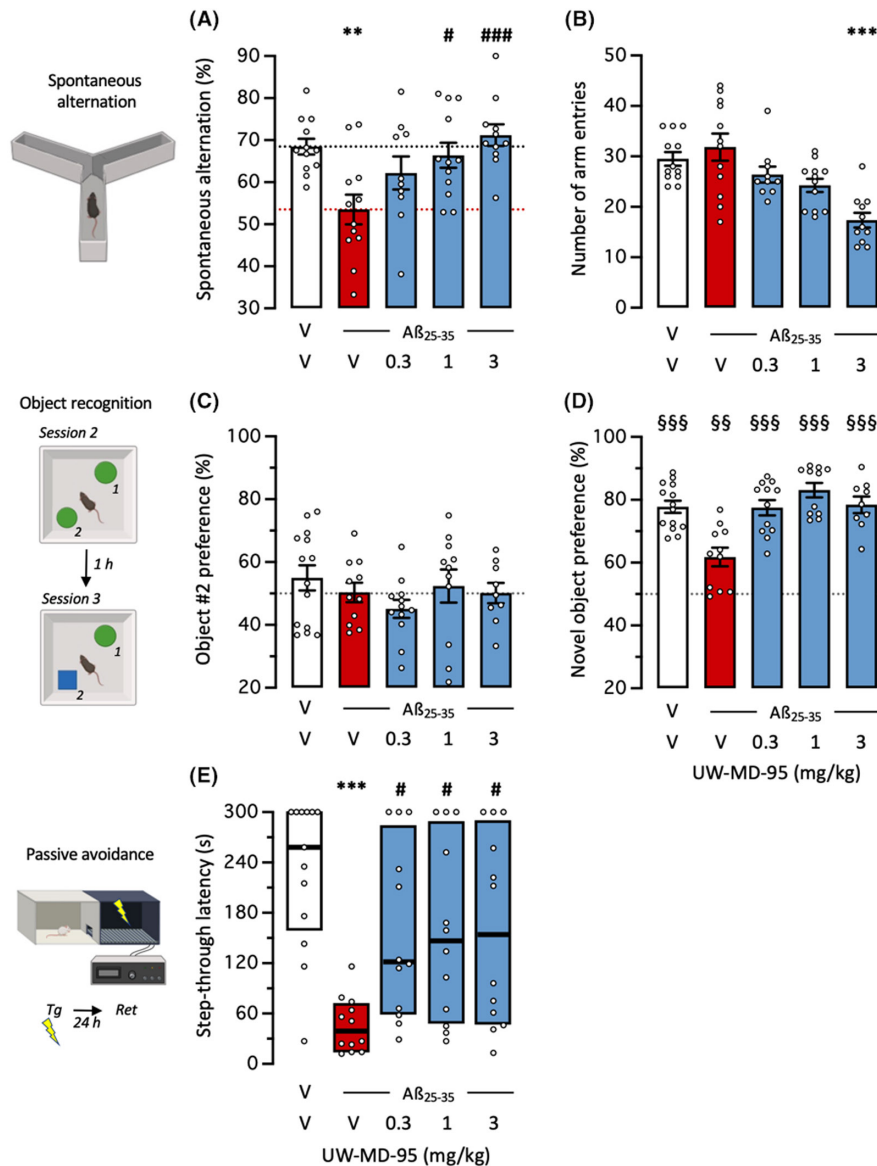 (A)
**
#
###
Spontaneous
alternation
Spontaneous alternation (%)
90
80
70
60
50
40
30
V
Aß25-35
V
V
0.3
1
3
(B)
***
Number of arm entries
50
40
30
20
10
0
V
Aß25-35
V
V
0.3
1
3
Object recognition
Session 2
1
2
1 h
Session 3
1
2
(C)
Object #2 preference (%)
100
80
60
40
20
V
Aß25-35
V
V
0.3
1
3
(D)
§§§
§§
§§§
§§§
§§§
Novel object preference (%)
100
80
60
40
20
V
Aß25-35
V
V
0.3
1
3
UW-MD-95 (mg/kg)
Passive avoidance
Tg
24 h
Ret
(E)
***
#
#
#
Step-through latency (s)
300
240
180
120
60
0
V
Aß25-35
V
V
0.3
1
3
UW-MD-95 (mg/kg)